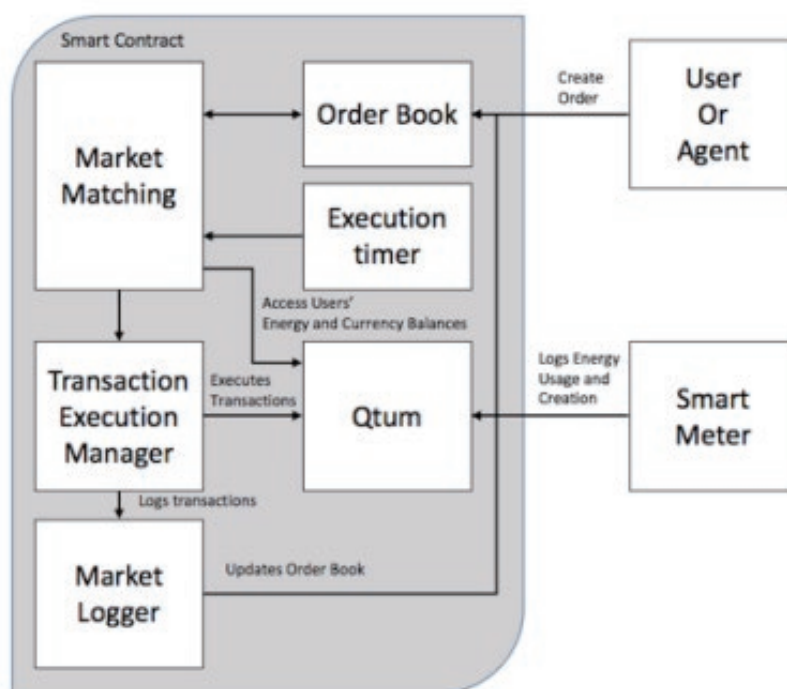 Smart Contract
Market
Matching
Order Book
Create
Order
User
Or
Agent
Execution
timer
Access Users'
Energy and Currency Balances
Transaction
Execution
Manager
Executes
Transactions
Qtum
Logs Energy
Usage and
Creation
Smart
Meter
Logs transactions
Market
Logger
Updates Order Book